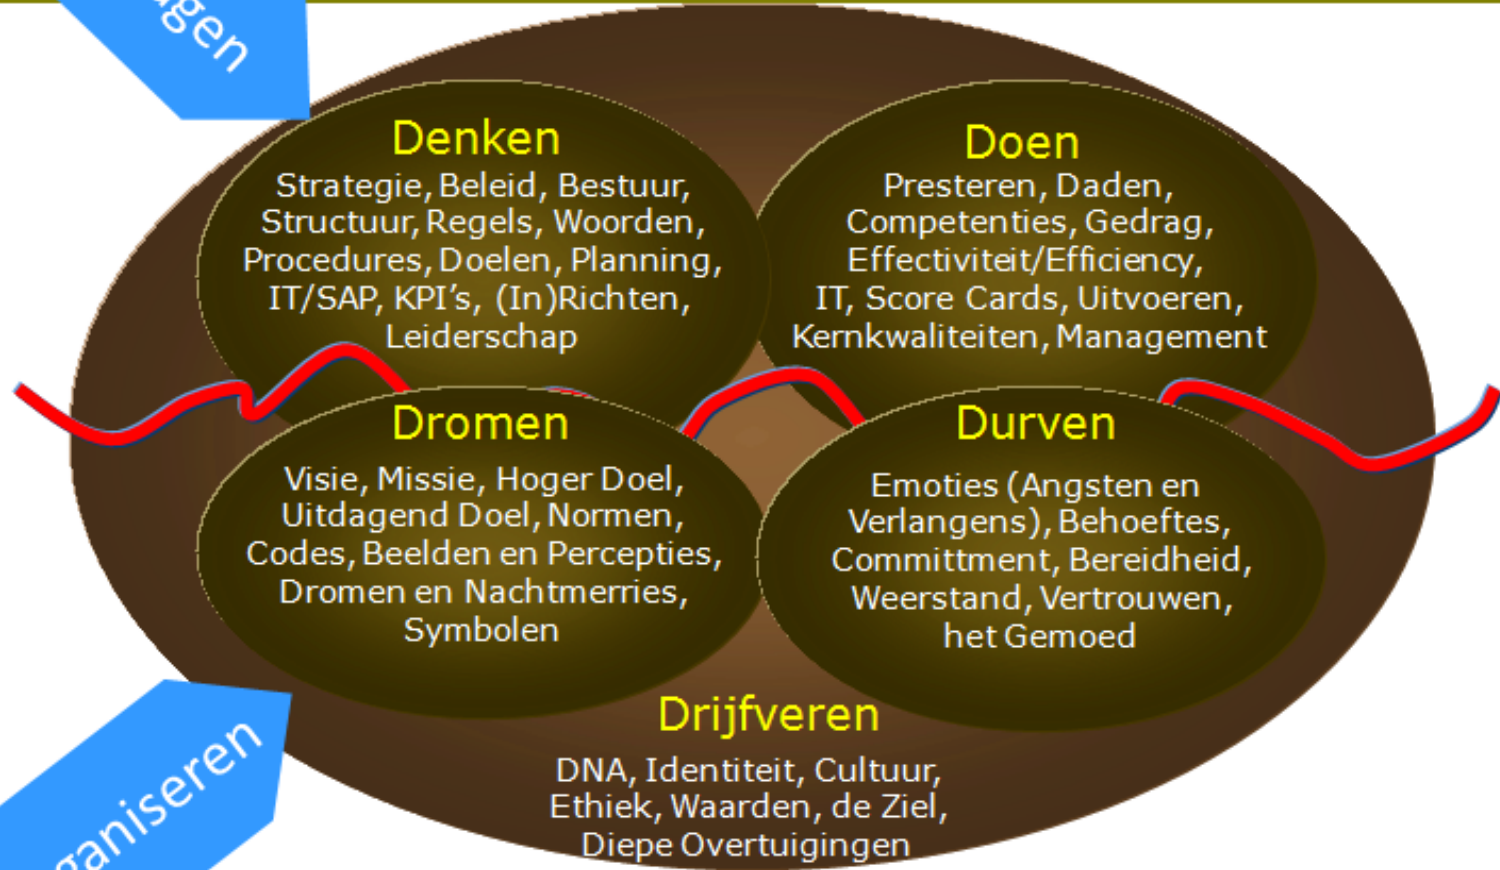 Denken
Strategie, Beleid, Bestuur,
Structuur, Regels, Woorden,
Procedures, Doelen, Planning,
IT/SAP, KPI's, (In)Richten,
Leiderschap
Doen
Presteren, Daden,
Competenties, Gedrag,
Effectiviteit/Efficiency,
IT, Score Cards, Uitvoeren,
Kernkwaliteiten, Management
Dromen
Visie, Missie, Hoger Doel,
Uitdagend Doel, Normen,
Codes, Beelden en Percepties,
Dromen en Nachtmerries,
Symbolen
Durven
Emoties (Angsten en
Verlangens), Behoeftes,
Committment, Bereidheid,
Weerstand, Vertrouwen,
het Gemoed
Drijfveren
DNA, Identiteit, Cultuur,
Ethiek, Waarden, de Ziel,
Diepe Overtuigingen